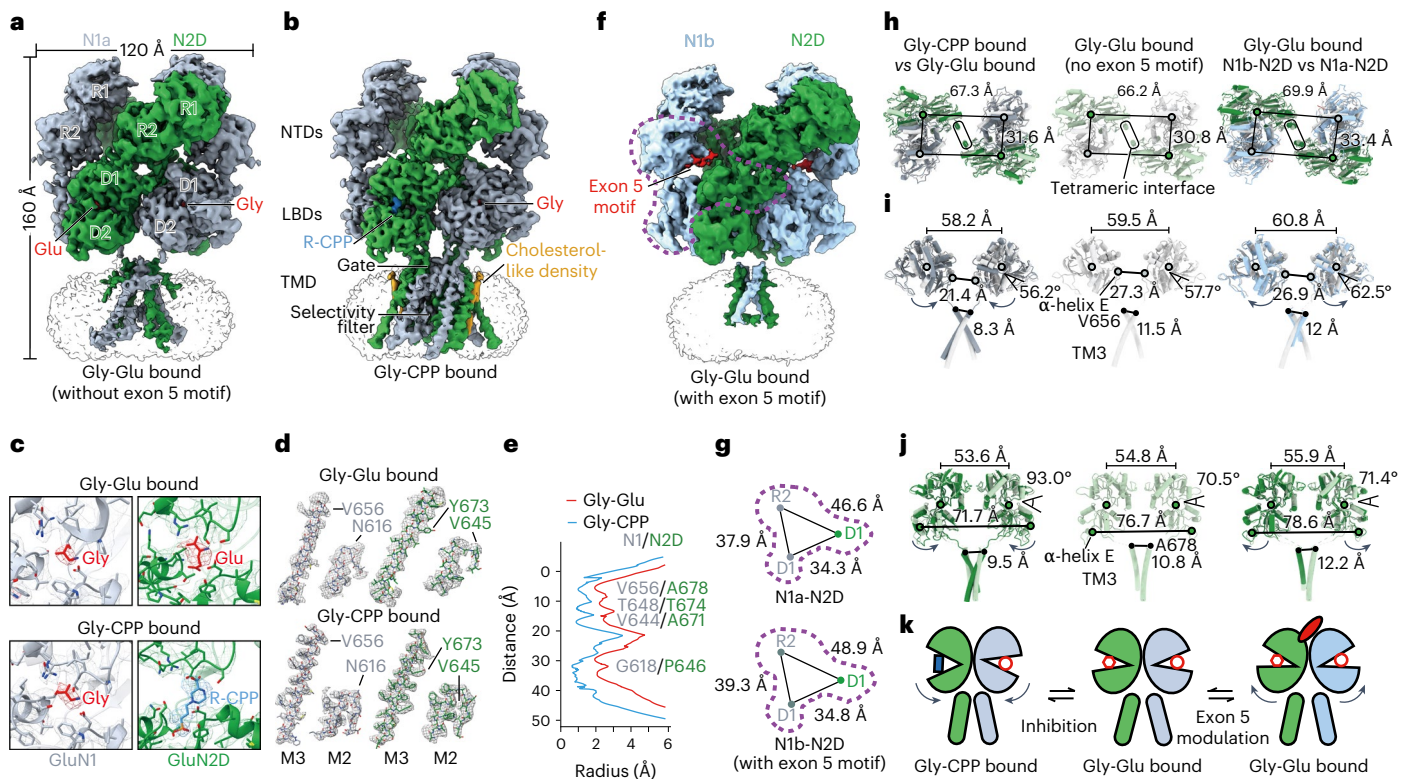 a
N1a
N2D
120 Å
160 Å
R1
R1
R2
R2
D1
D1
D2
D2
Glu
Gly
Gly-Glu bound
(without exon 5 motif)
b
NTDs
LBDs
R-CPP
Gly
Gate
Cholesterol-
like density
TMD
Selectivity
filter
Gly-CPP bound
f
N1b
N2D
Exon 5
motif
Gly-Glu bound
(with exon 5 motif)
h
Gly-CPP bound
vs Gly-Glu bound
67.3 Å
31.6 Å
Gly-Glu bound
(no exon 5 motif)
66.2 Å
30.8 Å
Tetrameric interface
Gly-Glu bound
N1b-N2D vs N1a-N2D
69.9 Å
33.4 Å
i
58.2 Å
21.4 Å
56.2°
8.3 Å
59.5 Å
27.3 Å
57.7°
α-helix E
V656
11.5 Å
TM3
60.8 Å
26.9 Å
62.5°
12 Å
c
Gly-Glu bound
Gly
Glu
Gly-CPP bound
Gly
R-CPP
GluN1
GluN2D
d
Gly-Glu bound
V656
N616
Y673
V645
Gly-CPP bound
V656
N616
Y673
V645
M3
M2
M3
M2
e
Gly-Glu
Gly-CPP
N1/N2D
V656/A678
T648/T674
V644/A671
G618/P646
Distance (Å)
0
10
20
30
40
50
0 2 4 6
Radius (Å)
g
R2
46.6 Å
D1
37.9 Å
D1
34.3 Å
N1a-N2D
R2
48.9 Å
D1
39.3 Å
D1
34.8 Å
N1b-N2D
(with exon 5 motif)
j
53.6 Å
93.0°
71.7 Å
α-helix E
TM3
9.5 Å
54.8 Å
70.5°
76.7 Å
A678
10.8 Å
55.9 Å
71.4°
78.6 Å
12.2 Å
k
Inhibition
Exon 5
modulation
Gly-CPP bound
Gly-Glu bound
Gly-Glu bound